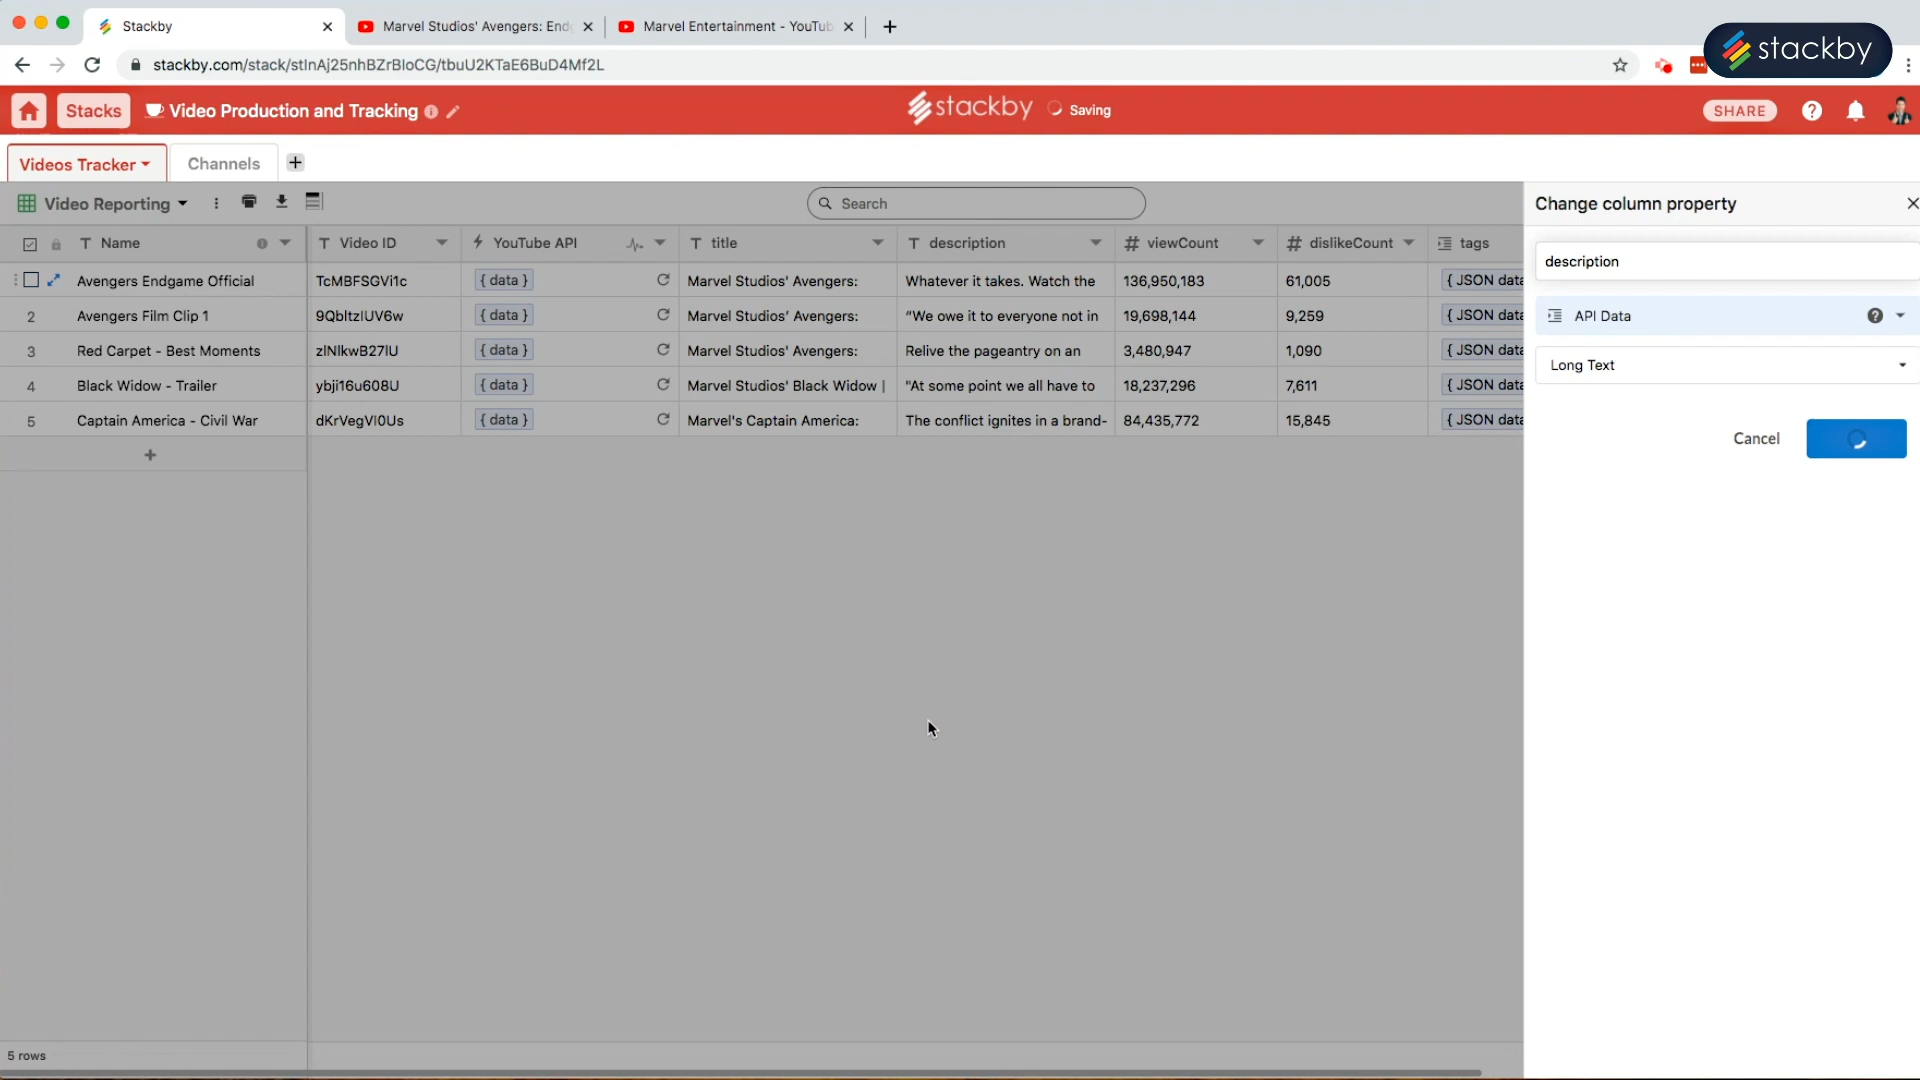 Stackby
Marvel Studios' Avengers: End
Marvel Entertainment - YouTub
stackby.com/stack/stInAj25nhBZrBIoCG/tbuU2KTaE6BuD4Mf2L
stackby
Stacks
Video Production and Tracking
stackby
Saving
SHARE
Videos Tracker
Channels
Video Reporting
Search
Change column property
Name
Video ID
YouTube API
title
description
# viewCount
# dislikeCount
tags
Avengers Endgame Official
TcMBFSGVi1c
{ data }
Marvel Studios' Avengers:
Whatever it takes. Watch the
136,950,183
61,005
{ JSON data
2
Avengers Film Clip 1
9QbItzIUV6w
{ data }
Marvel Studios' Avengers:
"We owe it to everyone not in
19,698,144
9,259
{ JSON data
3
Red Carpet - Best Moments
zlNlkwB27lU
{ data }
Marvel Studios' Avengers:
Relive the pageantry on an
3,480,947
1,090
{ JSON data
4
Black Widow - Trailer
ybji16u608U
{ data }
Marvel Studios' Black Widow |
"At some point we all have to
18,237,296
7,611
{ JSON data
5
Captain America - Civil War
dKrVegVI0Us
{ data }
Marvel's Captain America:
The conflict ignites in a brand-
84,435,772
15,845
{ JSON data
description
API Data
Long Text
Cancel
5 rows